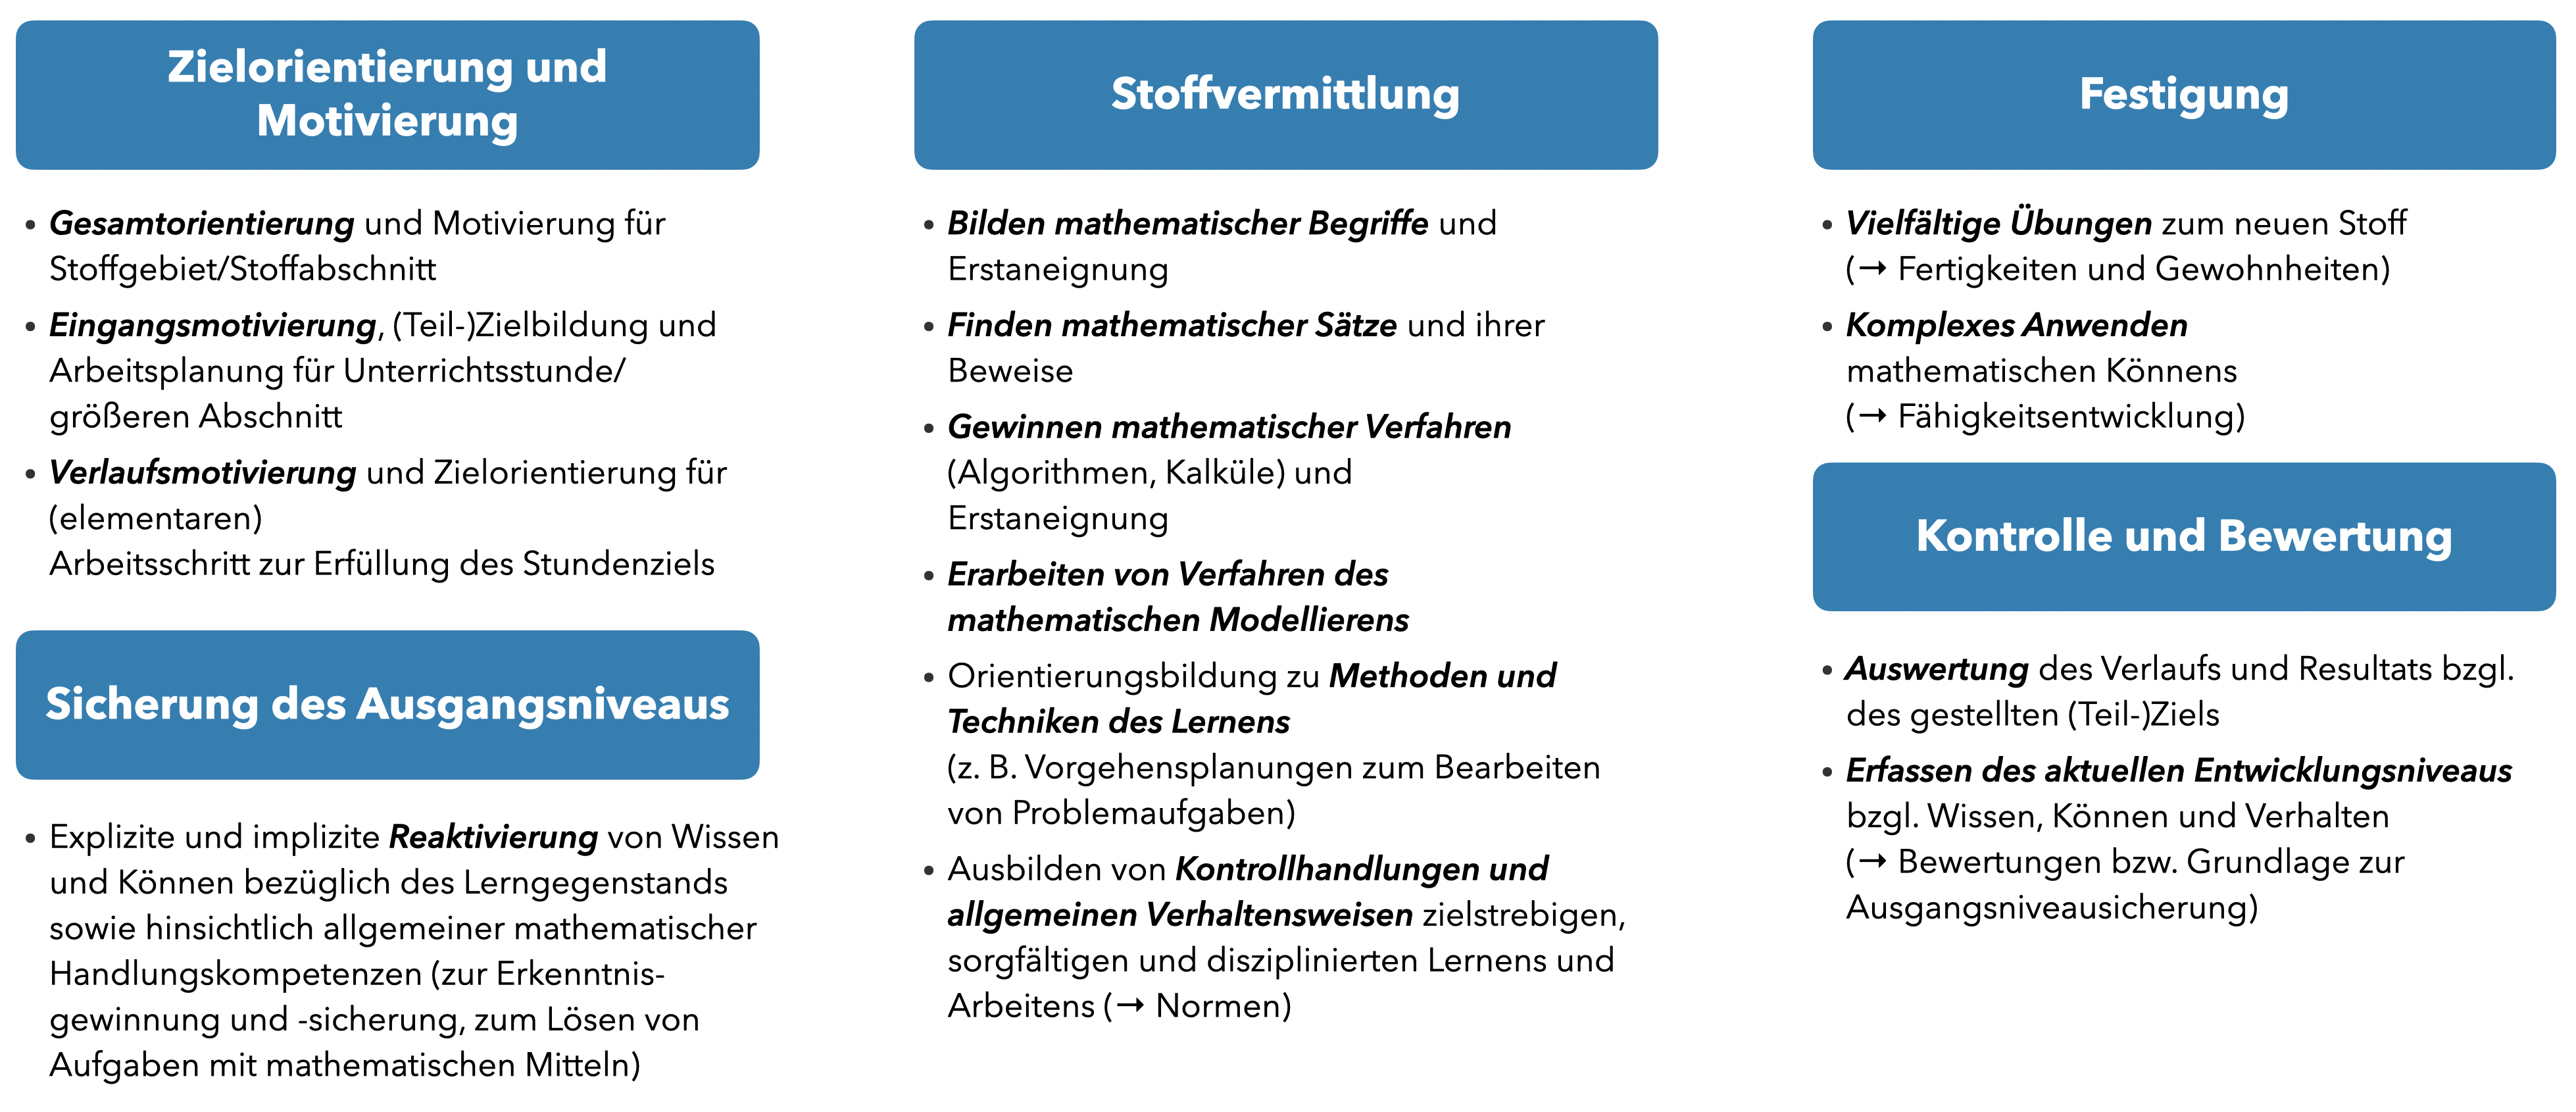 Zielorientierung und
Motivierung
• Gesamtorientierung und Motivierung für
Stoffgebiet/Stoffabschnitt
• Eingangsmotivierung, (Teil-)Zielbildung und
Arbeitsplanung für Unterrichtsstunde/
größeren Abschnitt
• Verlaufsmotivierung und Zielorientierung für
(elementaren)
Arbeitsschritt zur Erfüllung des Stundenziels
Sicherung des Ausgangsniveaus
• Explizite und implizite Reaktivierung von Wissen
und Können bezüglich des Lerngegenstands
sowie hinsichtlich allgemeiner mathematischer
Handlungskompetenzen (zur Erkenntnis-
gewinnung und -sicherung, zum Lösen von
Aufgaben mit mathematischen Mitteln)
Stoffvermittlung
• Bilden mathematischer Begriffe und
Erstaneignung
• Finden mathematischer Sätze und ihrer
Beweise
• Gewinnen mathematischer Verfahren
(Algorithmen, Kalküle) und
Erstaneignung
• Erarbeiten von Verfahren des
mathematischen Modellierens
• Orientierungsbildung zu Methoden und
Techniken des Lernens
(z. B. Vorgehensplanungen zum Bearbeiten
von Problemaufgaben)
• Ausbilden von Kontrollhandlungen und
allgemeinen Verhaltensweisen zielstrebigen,
sorgfältigen und disziplinierten Lernens und
Arbeitens (→ Normen)
Festigung
• Vielfältige Übungen zum neuen Stoff
(→ Fertigkeiten und Gewohnheiten)
• Komplexes Anwenden
mathematischen Könnens
(→ Fähigkeitsentwicklung)
Kontrolle und Bewertung
• Auswertung des Verlaufs und Resultats bzgl.
des gestellten (Teil-)Ziels
• Erfassen des aktuellen Entwicklungsniveaus
bzgl. Wissen, Können und Verhalten
(→ Bewertungen bzw. Grundlage zur
Ausgangsniveausicherung)